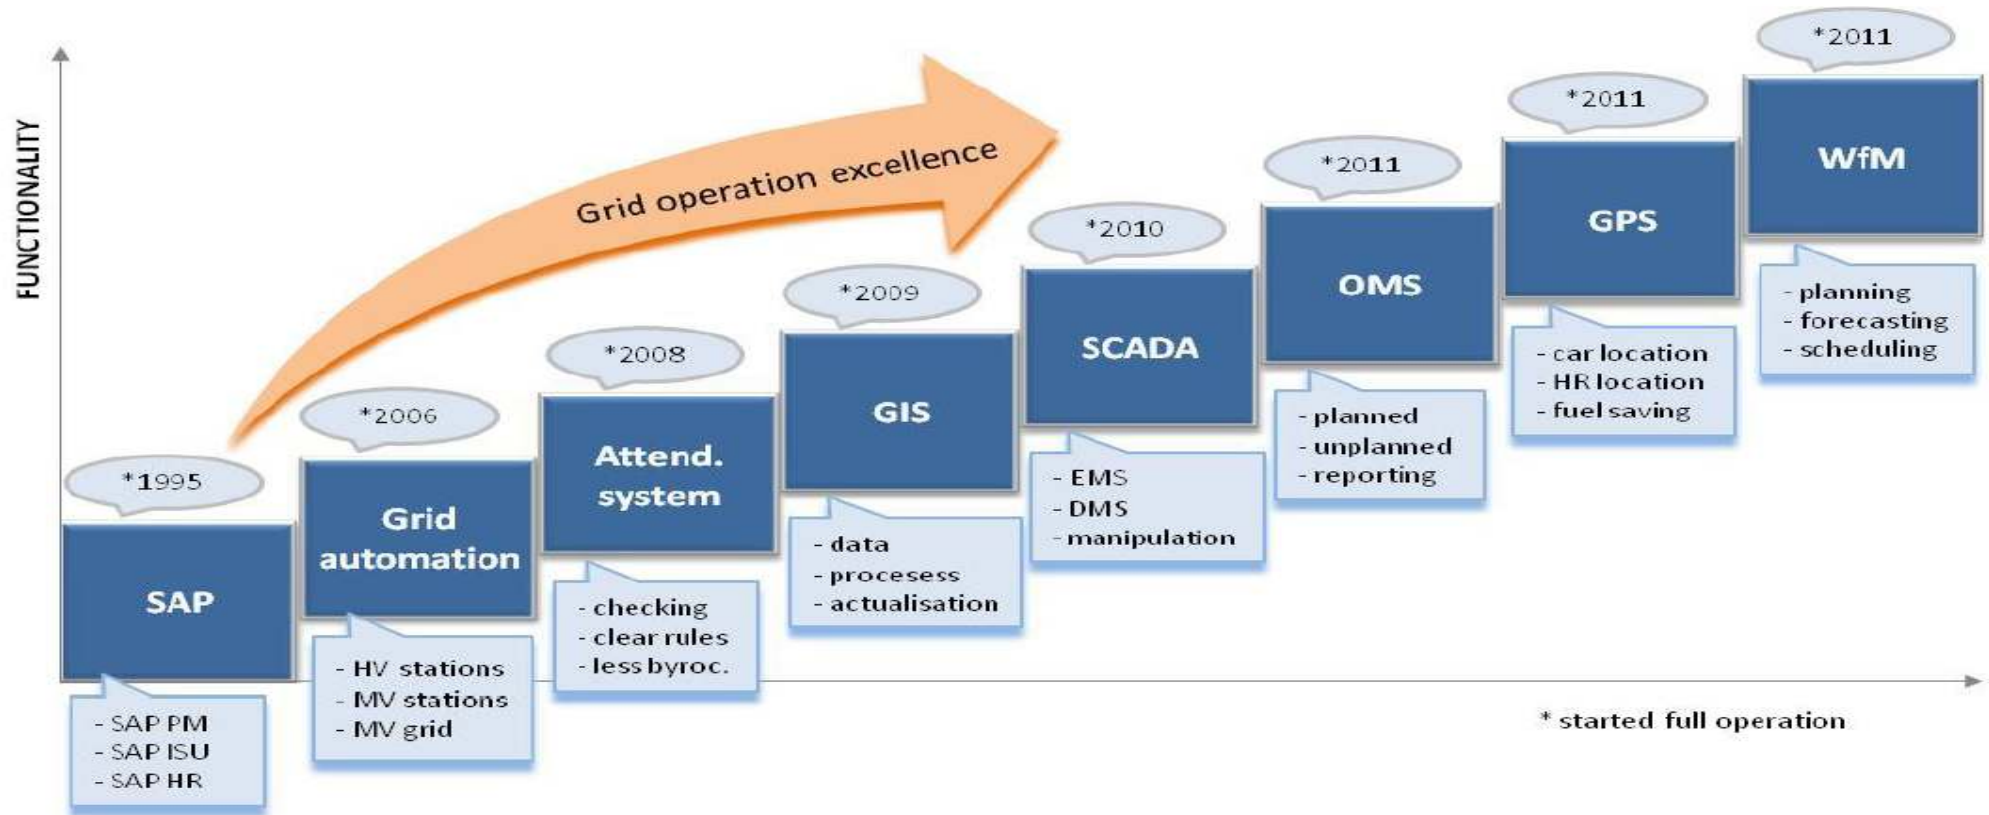 FUNCTIONALITY
Grid operation excellence
*1995
SAP
- SAP PM
- SAP ISU
- SAP HR
*2006
Grid
automation
- HV stations
- MV stations
- MV grid
*2008
Attend.
system
- checking
- clear rules
- less byroc.
*2009
GIS
- data
- procesess
- actualisation
*2010
SCADA
- EMS
- DMS
- manipulation
*2011
OMS
- planned
- unplanned
- reporting
*2011
GPS
- car location
- HR location
- fuel saving
*2011
WfM
- planning
- forecasting
- scheduling
* started full operation